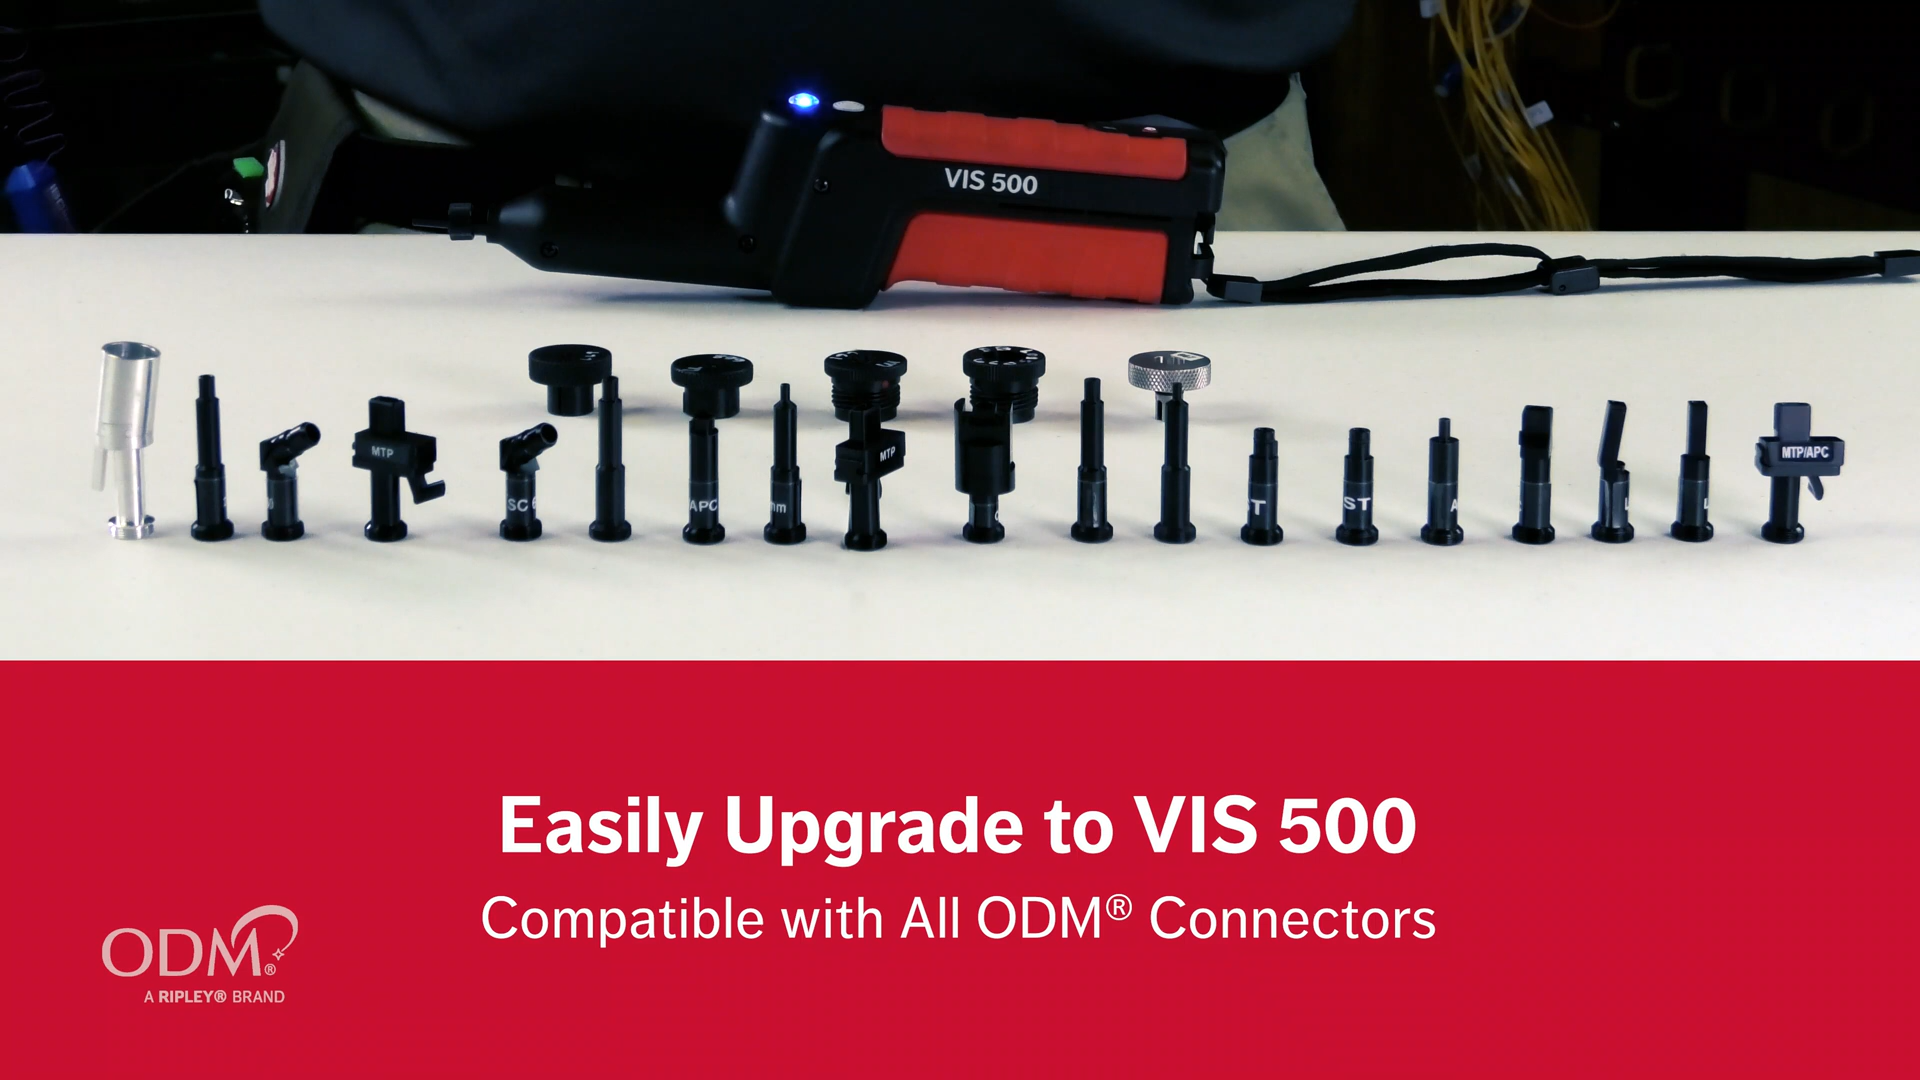 VIS 500
MTP
SC
APC
MTP
ST
ST
MTP/APC
Easily Upgrade to VIS 500
Compatible with All ODM® Connectors
ODM®
A RIPLEY® BRAND